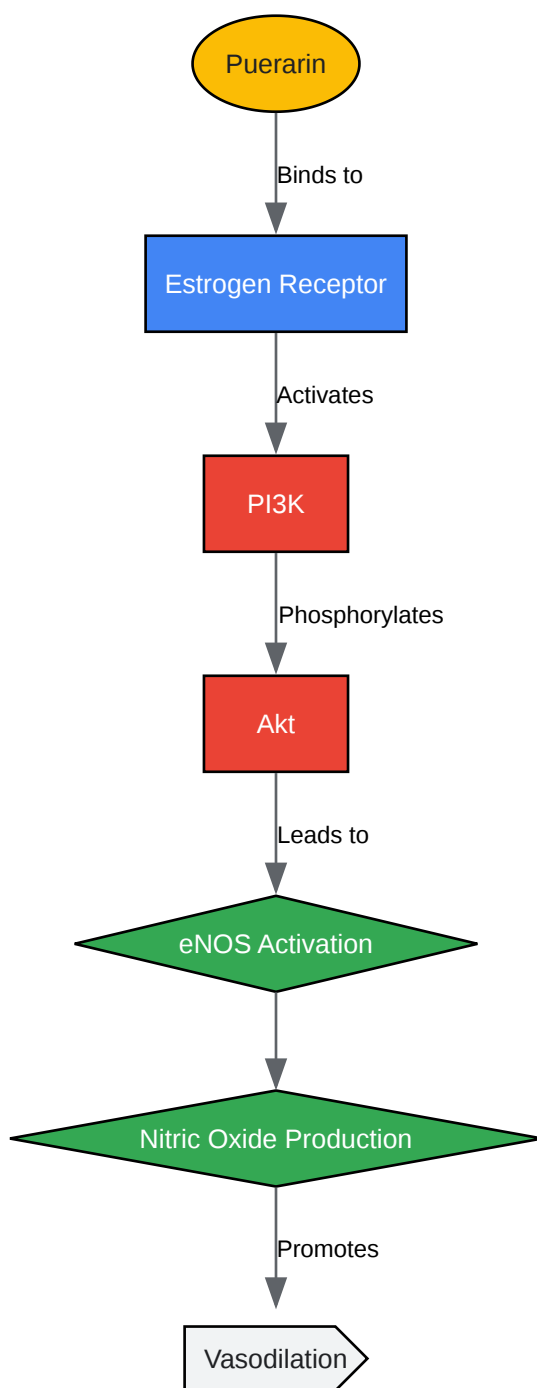 Puerarin
Binds to
Estrogen Receptor
Activates
PI3K
Phosphorylates
Akt
Leads to
eNOS Activation
Nitric Oxide Production
Promotes
Vasodilation